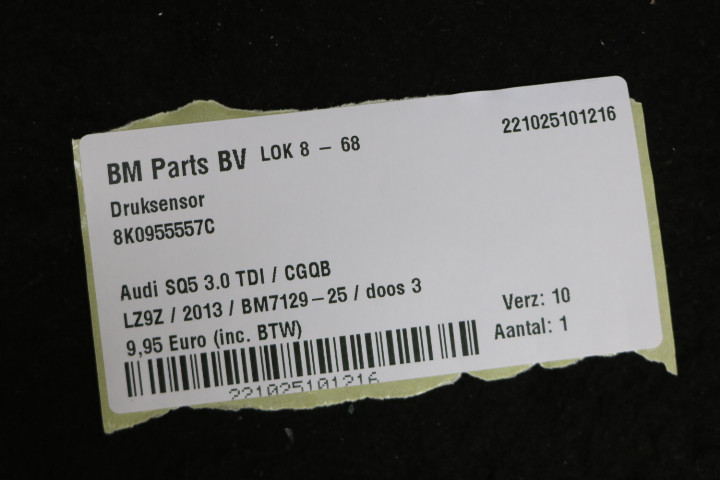 BM Parts BV LOK 8 - 68
221025101216
Druksensor
8K0955557C
Audi SQ5 3.0 TDI / CGQB
LZ9Z / 2013 / BM7129-25 / doos 3
9,95 Euro (inc. BTW)
Verz: 10
Aantal: 1
221025101216